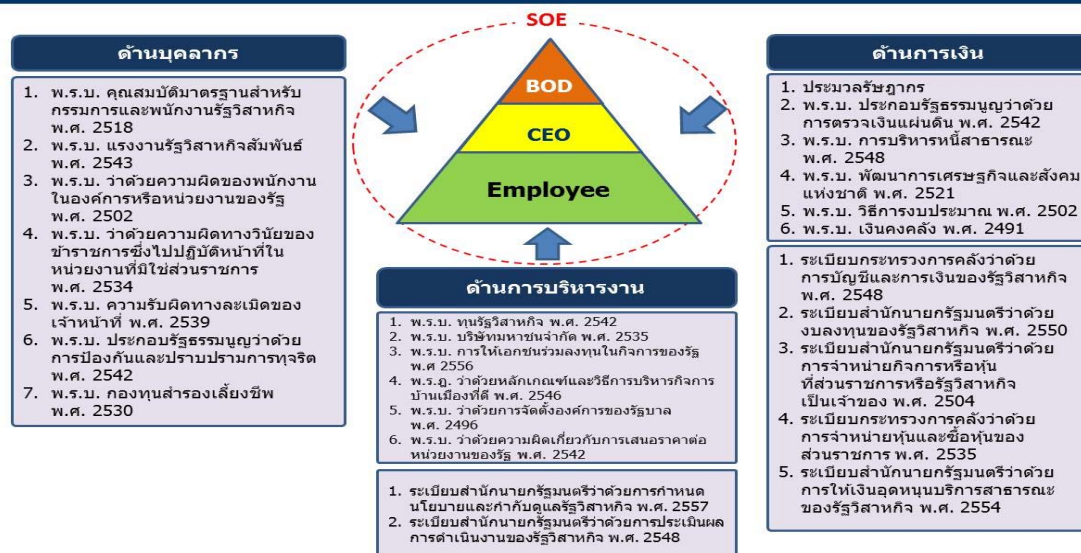 SOE
BOD
CEO
Employee
ด้านบุคลากร
1. พ.ร.บ. คุณสมบัติมาตรฐานสำหรับ
กรรมการและพนักงานรัฐวิสาหกิจ
พ.ศ. 2518
2. พ.ร.บ. แรงงานรัฐวิสาหกิจสัมพันธ์
พ.ศ. 2543
3. พ.ร.บ. ว่าด้วยความผิดของพนักงาน
ในองค์การหรือหน่วยงานของรัฐ
พ.ศ. 2502
4. พ.ร.บ. ว่าด้วยความผิดทางวินัยของ
ข้าราชการซึ่งไปปฏิบัติหน้าที่ใน
หน่วยงานที่มิใช่ส่วนราชการ
พ.ศ. 2534
5. พ.ร.บ. ความรับผิดทางละเมิดของ
เจ้าหน้าที่ พ.ศ. 2539
6. พ.ร.บ. ประกอบรัฐธรรมนูญว่าด้วย
การป้องกันและปราบปรามการทุจริต
พ.ศ. 2542
7. พ.ร.บ. กองทุนสำรองเลี้ยงชีพ
พ.ศ. 2530
ด้านการบริหารงาน
1. พ.ร.บ. ทุนรัฐวิสาหกิจ พ.ศ. 2542
2. พ.ร.บ. บริษัทมหาชนจำกัด พ.ศ. 2535
3. พ.ร.บ. การให้เอกชนร่วมลงทุนในกิจการของรัฐ
พ.ศ 2556
4. พ.ร.ฎ. ว่าด้วยหลักเกณฑ์และวิธีการบริหารกิจการ
บ้านเมืองที่ดี พ.ศ. 2546
5. พ.ร.บ. ว่าด้วยการจัดตั้งองค์การของรัฐบาล
พ.ศ. 2496
6. พ.ร.บ. ว่าด้วยความผิดเกี่ยวกับการเสนอราคาต่อ
หน่วยงานของรัฐ พ.ศ. 2542
1. ระเบียบสำนักนายกรัฐมนตรีว่าด้วยการกำหนด
นโยบายและกำกับดูแลรัฐวิสาหกิจ พ.ศ. 2557
2. ระเบียบสำนักนายกรัฐมนตรีว่าด้วยการประเมินผล
การดำเนินงานของรัฐวิสาหกิจ พ.ศ. 2548
ด้านการเงิน
1. ประมวลรัษฎากร
2. พ.ร.บ. ประกอบรัฐธรรมนูญว่าด้วย
การตรวจเงินแผ่นดิน พ.ศ. 2542
3. พ.ร.บ. การบริหารหนี้สาธารณะ
พ.ศ. 2548
4. พ.ร.บ. พัฒนาการเศรษฐกิจและสังคม
แห่งชาติ พ.ศ. 2521
5. พ.ร.บ. วิธีการงบประมาณ พ.ศ. 2502
6. พ.ร.บ. เงินคงคลัง พ.ศ. 2491
1. ระเบียบกระทรวงการคลังว่าด้วย
การบัญชีและการเงินของรัฐวิสาหกิจ
พ.ศ. 2548
2. ระเบียบสำนักนายกรัฐมนตรีว่าด้วย
งบลงทุนของรัฐวิสาหกิจ พ.ศ. 2550
3. ระเบียบสำนักนายกรัฐมนตรีว่าด้วย
การจำหน่ายกิจการหรือหุ้น
ที่ส่วนราชการหรือรัฐวิสาหกิจ
เป็นเจ้าของ พ.ศ. 2504
4. ระเบียบกระทรวงการคลังว่าด้วย
การจำหน่ายหุ้นและซื้อหุ้นของ
ส่วนราชการ พ.ศ. 2535
5. ระเบียบสำนักนายกรัฐมนตรีว่าด้วย
การให้เงินอุดหนุนบริการสาธารณะ
ของรัฐวิสาหกิจ พ.ศ. 2554